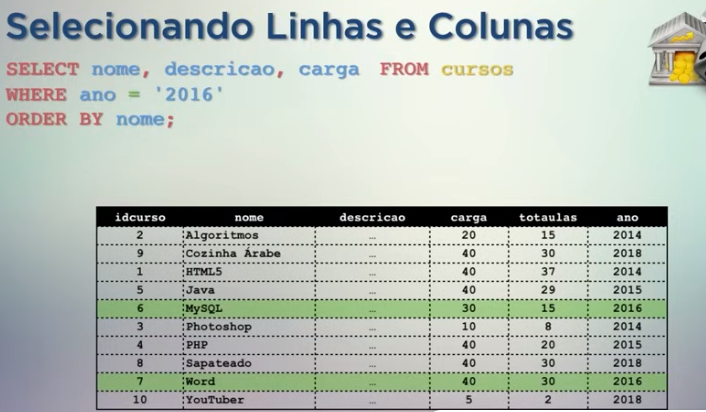 Selecionando Linhas e Colunas
SELECT nome, descricao, carga FROM cursos
WHERE ano = '2016'
ORDER BY nome;
idcurso nome descricao carga totaulas ano
2 Algoritmos … 20 15 2014
9 Cozinha Árabe … 40 30 2018
1 HTML5 … 40 37 2014
5 Java … 40 29 2015
6 MySQL … 30 15 2016
3 Photoshop … 10 8 2014
4 PHP … 40 20 2015
8 Sapateado … 40 30 2018
7 Word … 40 30 2016
10 YouTuber … 5 2 2018